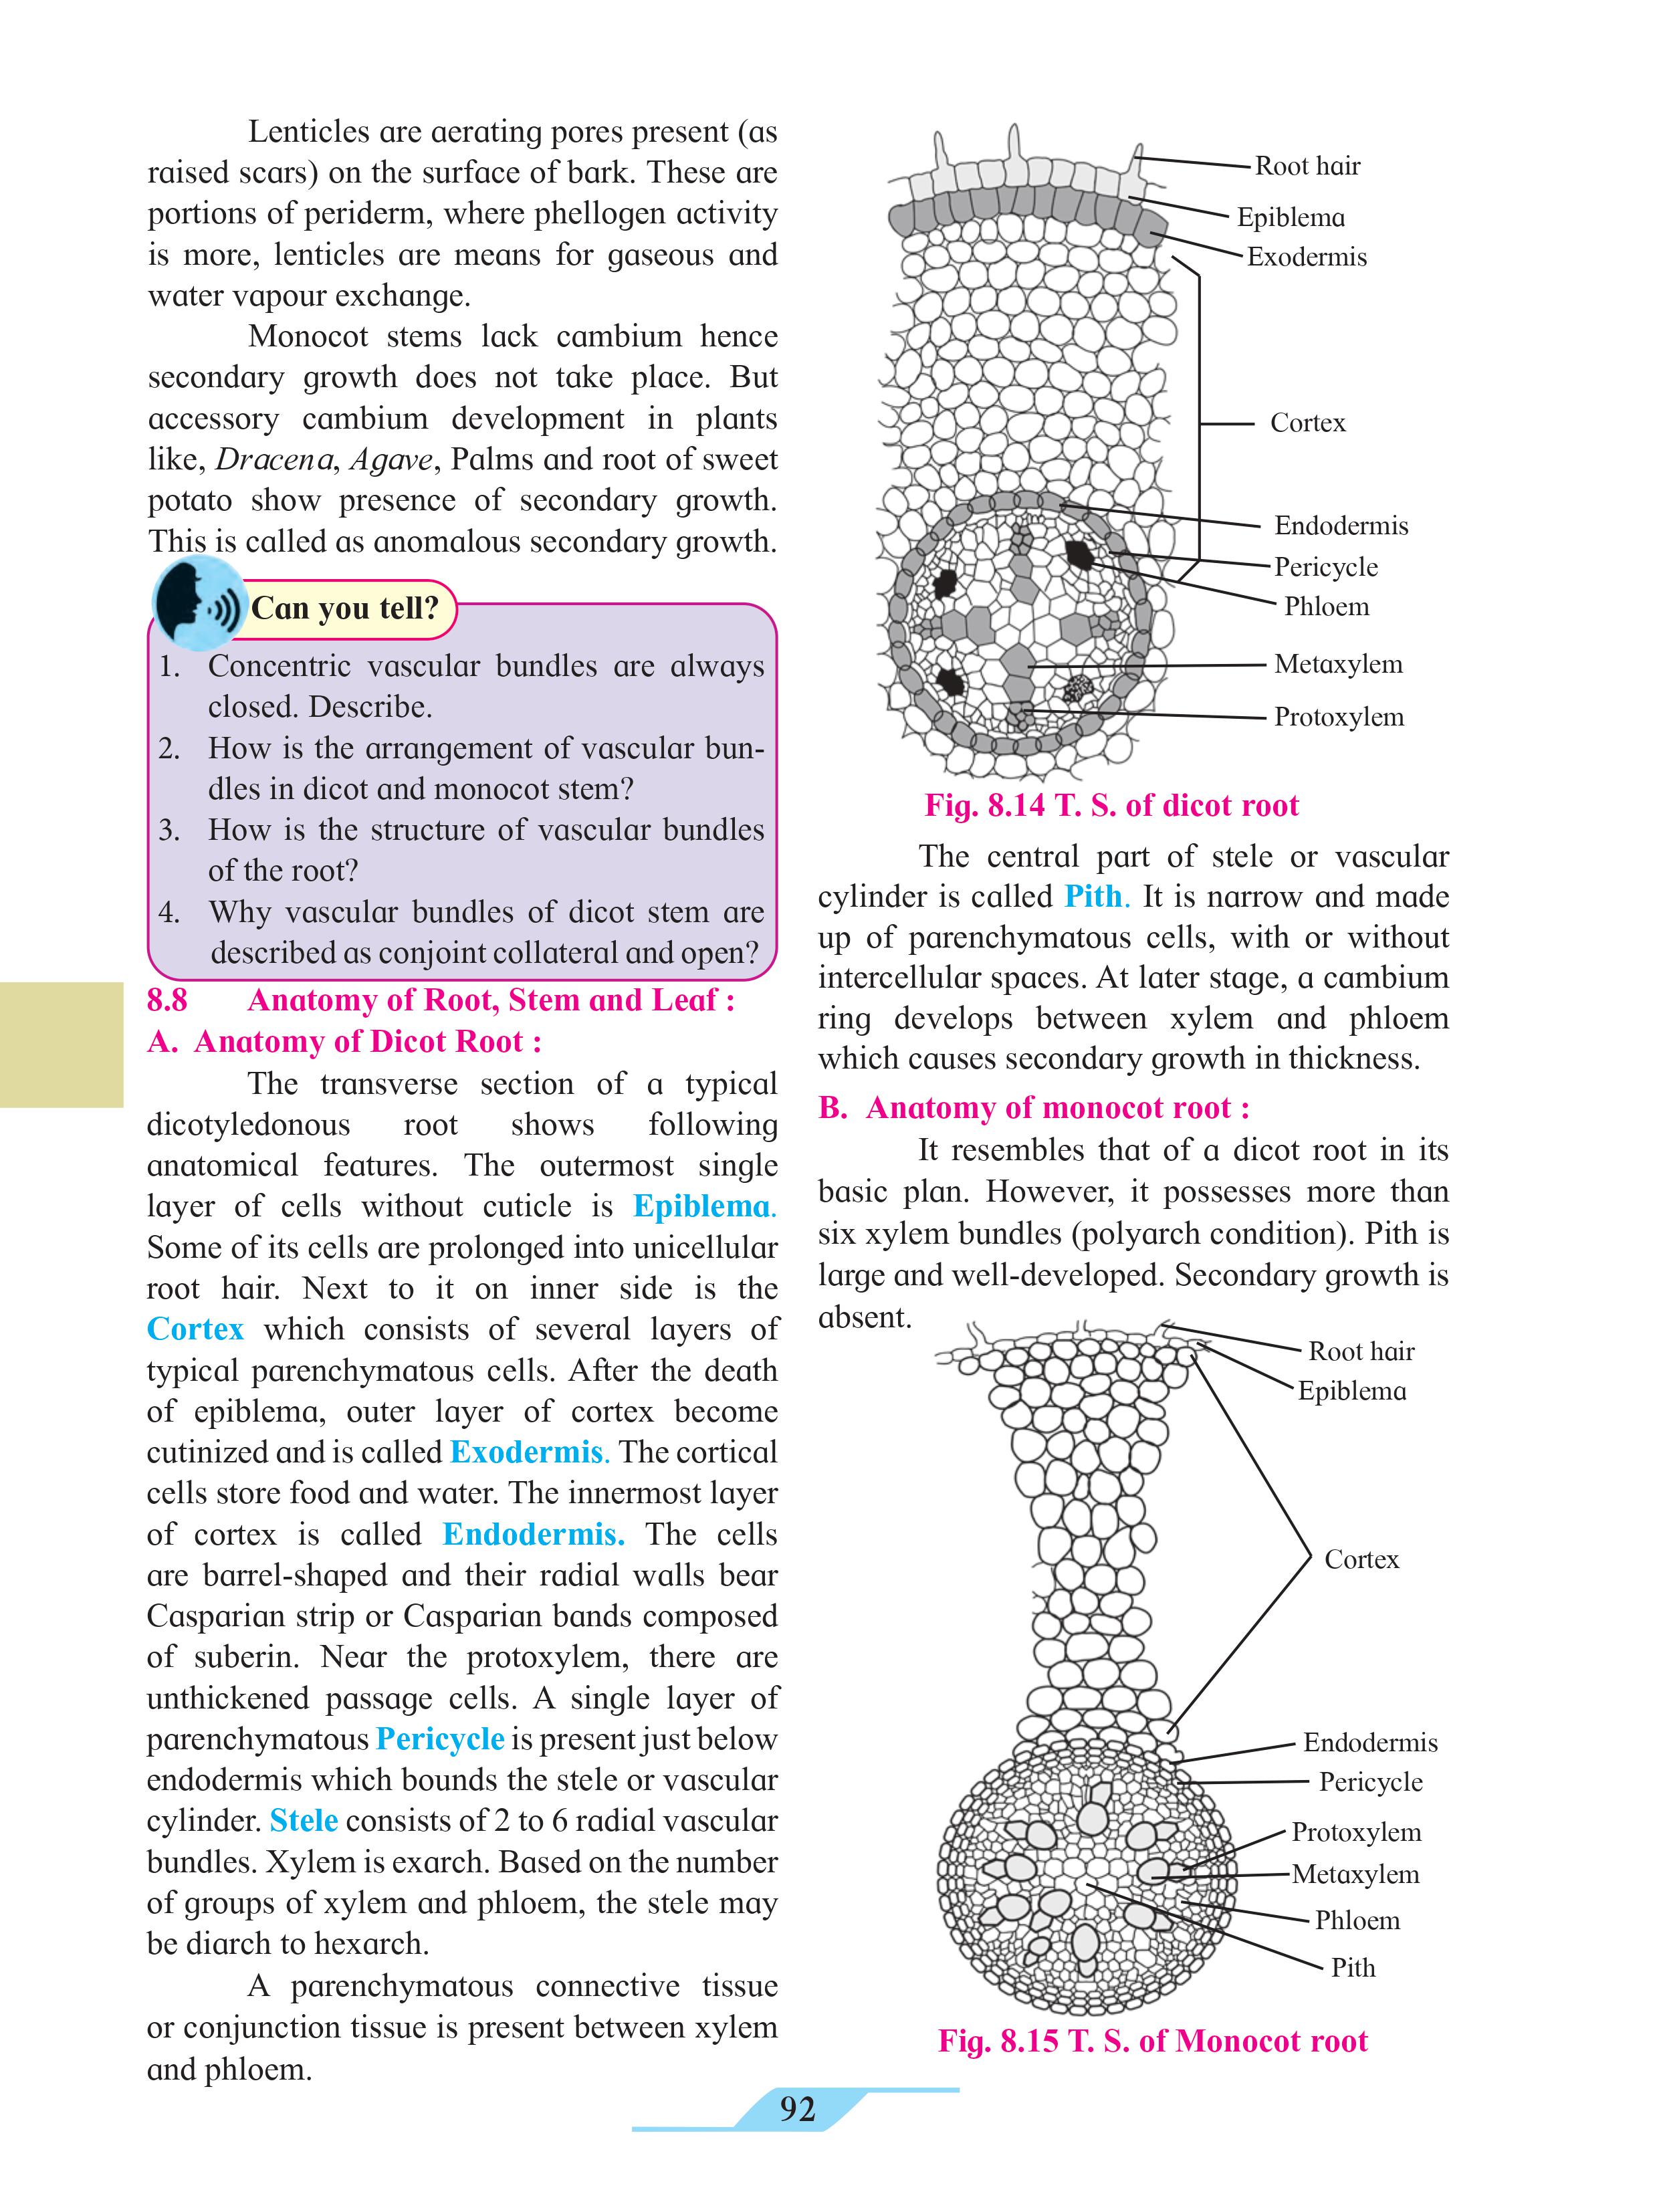 Lenticles are aerating pores present (as
raised scars) on the surface of bark. These are
portions of periderm, where phellogen activity
is more, lenticles are means for gaseous and
water vapour exchange.
Monocot stems lack cambium hence
secondary growth does not take place. But
accessory cambium development in plants
like, Dracena, Agave, Palms and root of sweet
potato show presence of secondary growth.
This is called as anomalous secondary growth.
Can you tell?
1. Concentric vascular bundles are always
closed. Describe.
2. How is the arrangement of vascular bun-
dles in dicot and monocot stem?
3. How is the structure of vascular bundles
of the root?
4. Why vascular bundles of dicot stem are
described as conjoint collateral and open?
8.8 Anatomy of Root, Stem and Leaf :
A. Anatomy of Dicot Root :
The transverse section of a typical
dicotyledonous root shows following
anatomical features. The outermost single
layer of cells without cuticle is Epiblema.
Some of its cells are prolonged into unicellular
root hair. Next to it on inner side is the
Cortex which consists of several layers of
typical parenchymatous cells. After the death
of epiblema, outer layer of cortex become
cutinized and is called Exodermis. The cortical
cells store food and water. The innermost layer
of cortex is called Endodermis. The cells
are barrel-shaped and their radial walls bear
Casparian strip or Casparian bands composed
of suberin. Near the protoxylem, there are
unthickened passage cells. A single layer of
parenchymatous Pericycle is present just below
endodermis which bounds the stele or vascular
cylinder. Stele consists of 2 to 6 radial vascular
bundles. Xylem is exarch. Based on the number
of groups of xylem and phloem, the stele may
be diarch to hexarch.
A parenchymatous connective tissue
or conjunction tissue is present between xylem
and phloem.
Root hair
Epiblema
Exodermis
Cortex
Endodermis
Pericycle
Phloem
Metaxylem
Protoxylem
Fig. 8.14 T. S. of dicot root
The central part of stele or vascular
cylinder is called Pith. It is narrow and made
up of parenchymatous cells, with or without
intercellular spaces. At later stage, a cambium
ring develops between xylem and phloem
which causes secondary growth in thickness.
B. Anatomy of monocot root :
It resembles that of a dicot root in its
basic plan. However, it possesses more than
six xylem bundles (polyarch condition). Pith is
large and well-developed. Secondary growth is
absent.
Root hair
Epiblema
Cortex
Endodermis
Pericycle
Protoxylem
Metaxylem
Phloem
Pith
Fig. 8.15 T. S. of Monocot root
92